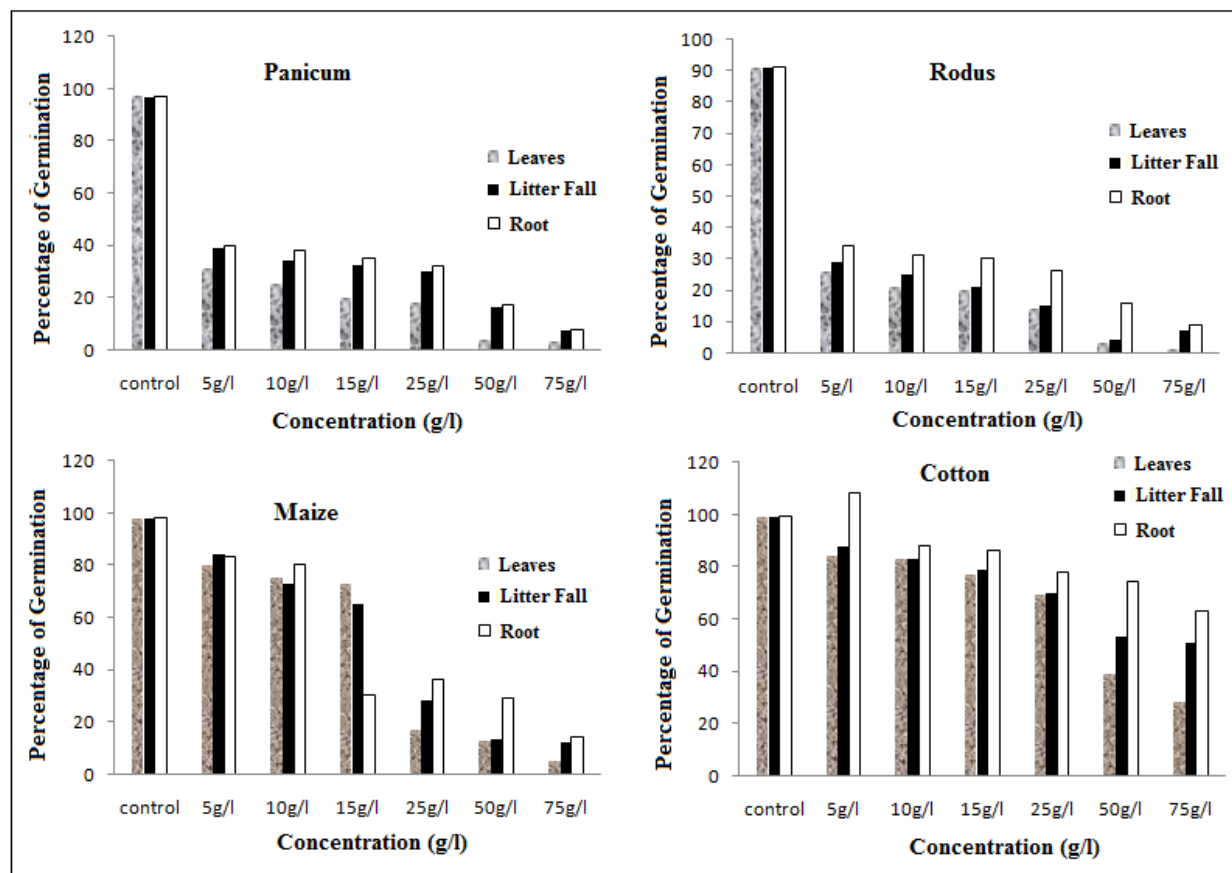 Panicum
Percentage of Germination
120
100
80
60
40
20
0
Leaves
Litter Fall
Root
control 5g/l 10g/l 15g/l 25g/l 50g/l 75g/l
Concentration (g/l)
Rodus
Percentage of Germination
100
90
80
70
60
50
40
30
20
10
0
Leaves
Litter Fall
Root
control 5g/l 10g/l 15g/l 25g/l 50g/l 75g/l
Concentration (g/l)
Maize
Percentage of Germination
120
100
80
60
40
20
0
Leaves
Litter Fall
Root
control 5g/l 10g/l 15g/l 25g/l 50g/l 75g/l
Concentration (g/l)
Cotton
Percentage of Germination
120
100
80
60
40
20
0
Leaves
Litter Fall
Root
control 5g/l 10g/l 15g/l 25g/l 50g/l 75g/l
Concentration (g/l)